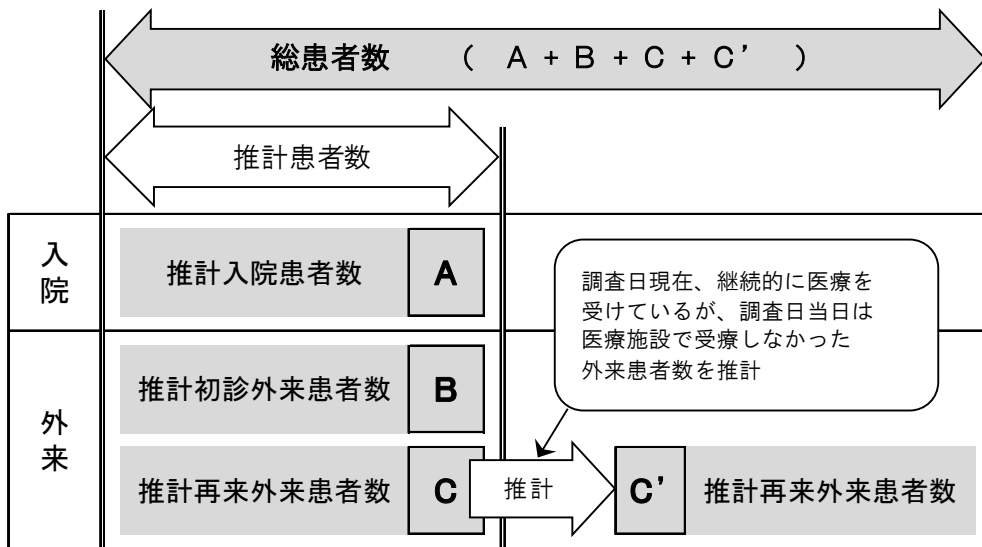 総患者数 ( A + B + C + C' )
推計患者数
入院
推計入院患者数 A
調査日現在、継続的に医療を
受けているが、調査日当日は
医療施設で受療しなかった
外来患者数を推計
外来
推計初診外来患者数 B
推計再来外来患者数 C 推計 C' 推計再来外来患者数